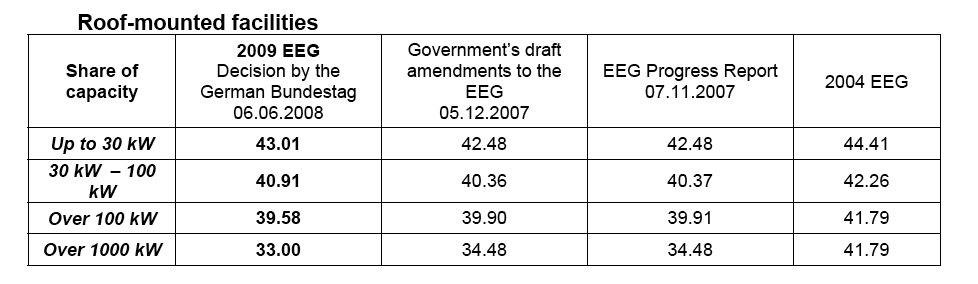 Roof-mounted facilities
Share of capacity
2009 EEG
Decision by the
German Bundestag
06.06.2008
Government's draft
amendments to the
EEG
05.12.2007
EEG Progress Report
07.11.2007
2004 EEG
Up to 30 kW 43.01 42.48 42.48 44.41
30 kW – 100 kW 40.91 40.36 40.37 42.26
Over 100 kW 39.58 39.90 39.91 41.79
Over 1000 kW 33.00 34.48 34.48 41.79